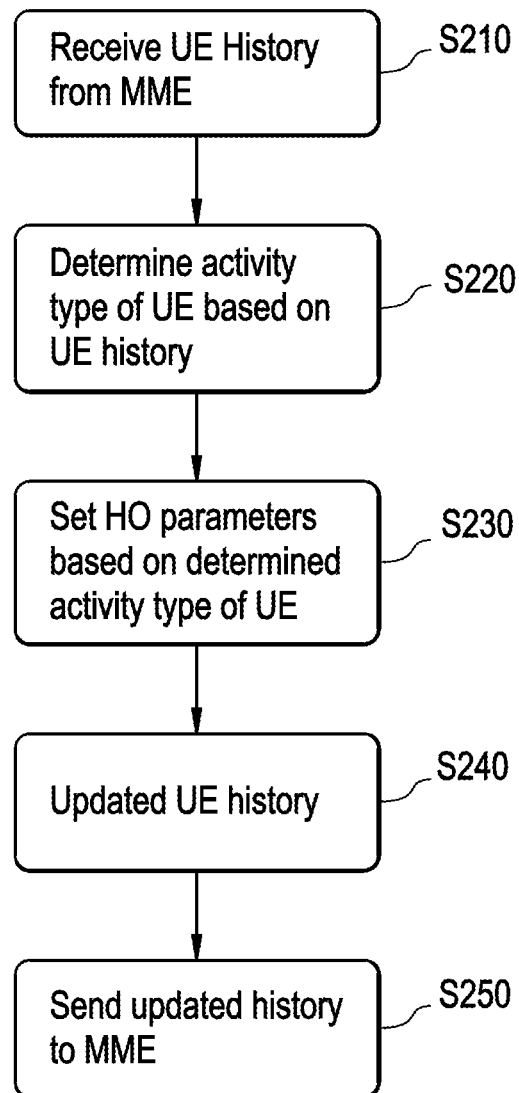 Receive UE History
from MME
S210
Determine activity
type of UE based on
UE history
S220
Set HO parameters
based on determined
activity type of UE
S230
Updated UE history
S240
Send updated history
to MME
S250